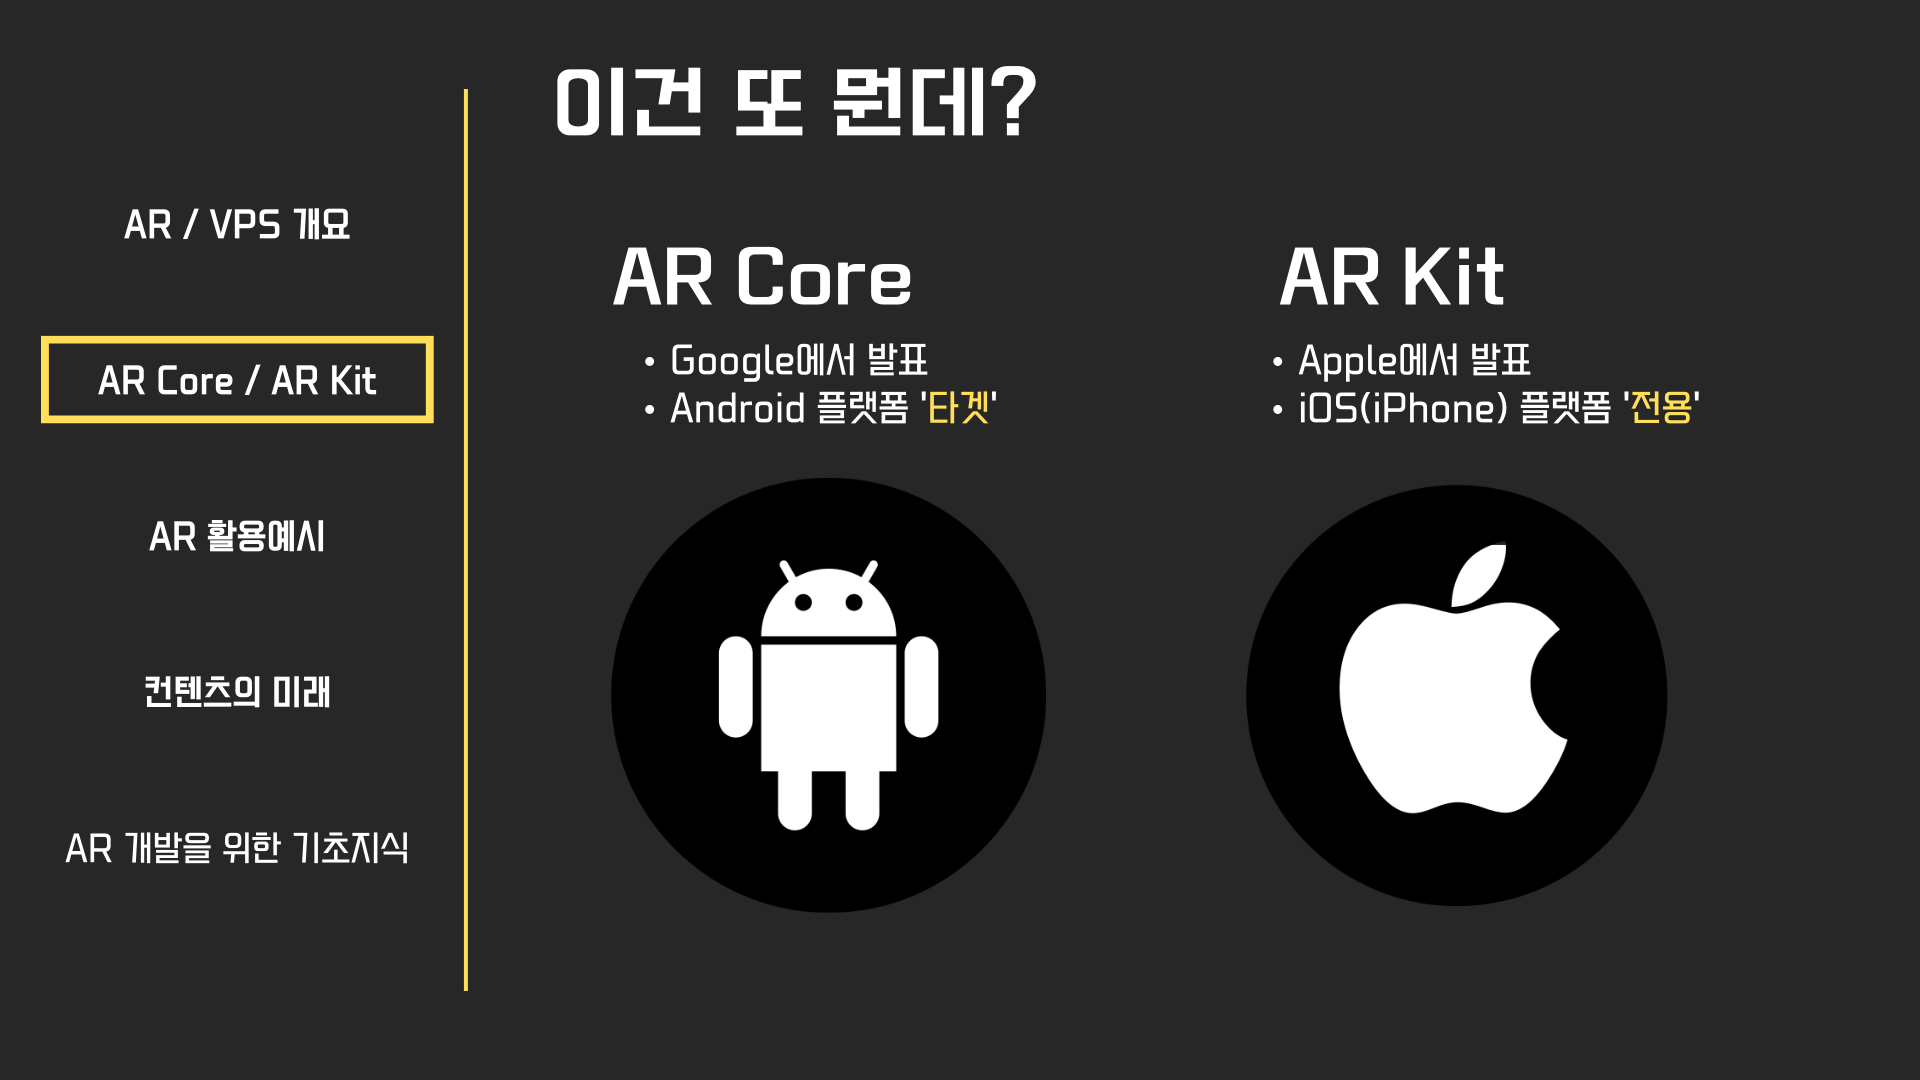 이건 또 뭔데?
AR / VPS 개요
AR Core / AR Kit
AR 활용예시
컨텐츠의 미래
AR 개발을 위한 기초지식
AR Core
• Google에서 발표
• Android 플랫폼 '타겟'
AR Kit
• Apple에서 발표
• iOS(iPhone) 플랫폼 '전용'